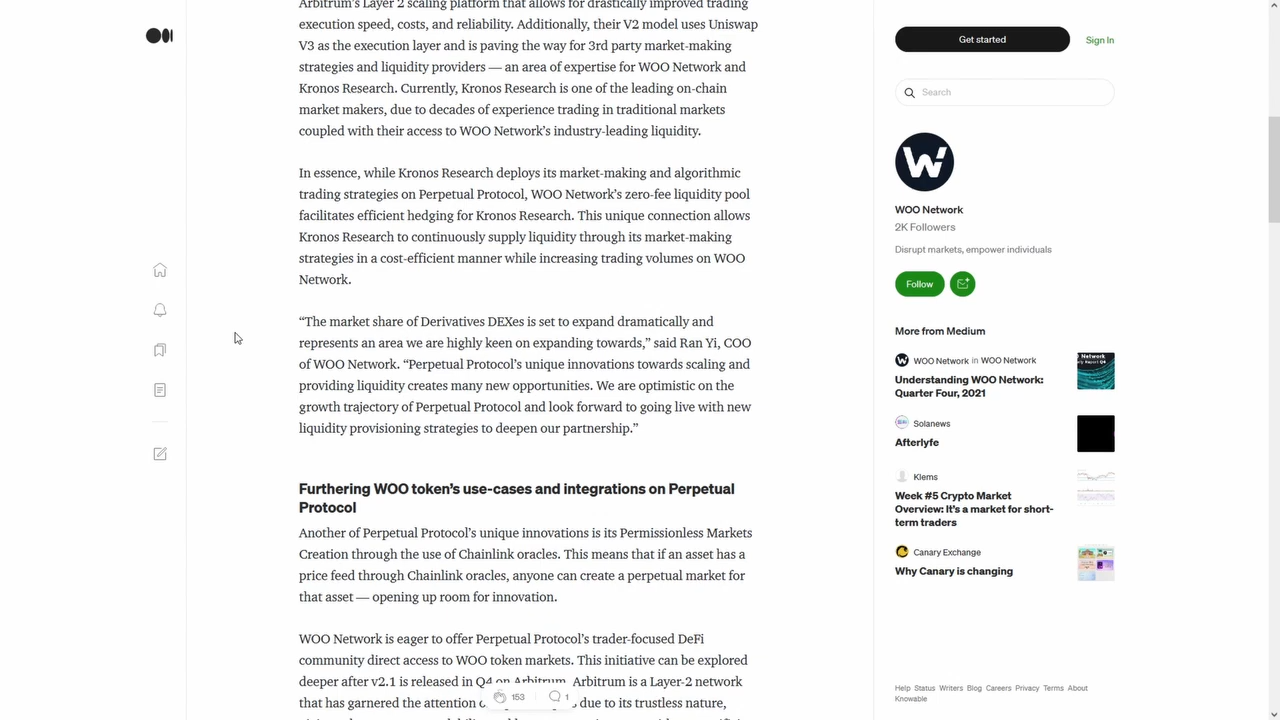 Arbitrum's Layer 2 scaling platform that allows for drastically improved trading
execution speed, costs, and reliability. Additionally, their V2 model uses Uniswap
V3 as the execution layer and is paving the way for 3rd party market-making
strategies and liquidity providers — an area of expertise for WOO Network and
Kronos Research. Currently, Kronos Research is one of the leading on-chain
market makers, due to decades of experience trading in traditional markets
coupled with their access to WOO Network's industry-leading liquidity.
In essence, while Kronos Research deploys its market-making and algorithmic
trading strategies on Perpetual Protocol, WOO Network's zero-fee liquidity pool
facilitates efficient hedging for Kronos Research. This unique connection allows
Kronos Research to continuously supply liquidity through its market-making
strategies in a cost-efficient manner while increasing trading volumes on WOO
Network.
“The market share of Derivatives DEXes is set to expand dramatically and
represents an area we are highly keen on expanding towards,” said Ran Yi, COO
of WOO Network. “Perpetual Protocol's unique innovations towards scaling and
providing liquidity creates many new opportunities. We are optimistic on the
growth trajectory of Perpetual Protocol and look forward to going live with new
liquidity provisioning strategies to deepen our partnership.”
Furthering WOO token's use-cases and integrations on Perpetual
Protocol
Another of Perpetual Protocol's unique innovations is its Permissionless Markets
Creation through the use of Chainlink oracles. This means that if an asset has a
price feed through Chainlink oracles, anyone can create a perpetual market for
that asset — opening up room for innovation.
WOO Network is eager to offer Perpetual Protocol's trader-focused DeFi
community direct access to WOO token markets. This initiative can be explored
deeper after v2.1 is released in Q4 on Arbitrum. Arbitrum is a Layer-2 network
that has garnered the attention of due to its trustless nature,
153 1
Get started Sign In
Search
WOO Network
2K Followers
Disrupt markets, empower individuals
Follow
More from Medium
WOO Network in WOO Network
Understanding WOO Network:
Quarter Four, 2021
Solanews
Afterlyfe
Klems
Week #5 Crypto Market
Overview: It's a market for short-
term traders
Canary Exchange
Why Canary is changing
Help Status Writers Blog Careers Privacy Terms About
Knowable